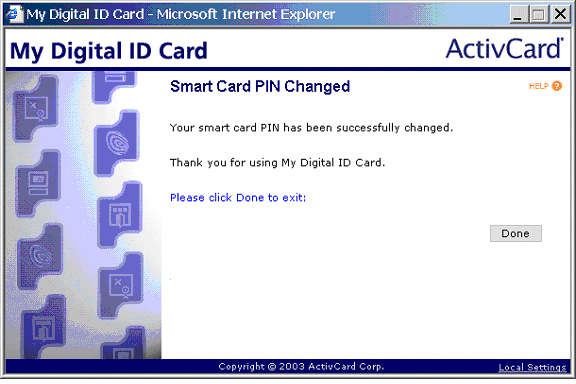 My Digital ID Card - Microsoft Internet Explorer
My Digital ID Card
ActivCard
Smart Card PIN Changed
HELP ?
Your smart card PIN has been successfully changed.
Thank you for using My Digital ID Card.
Please click Done to exit:
Done
Copyright © 2003 ActivCard Corp.
Local Settings